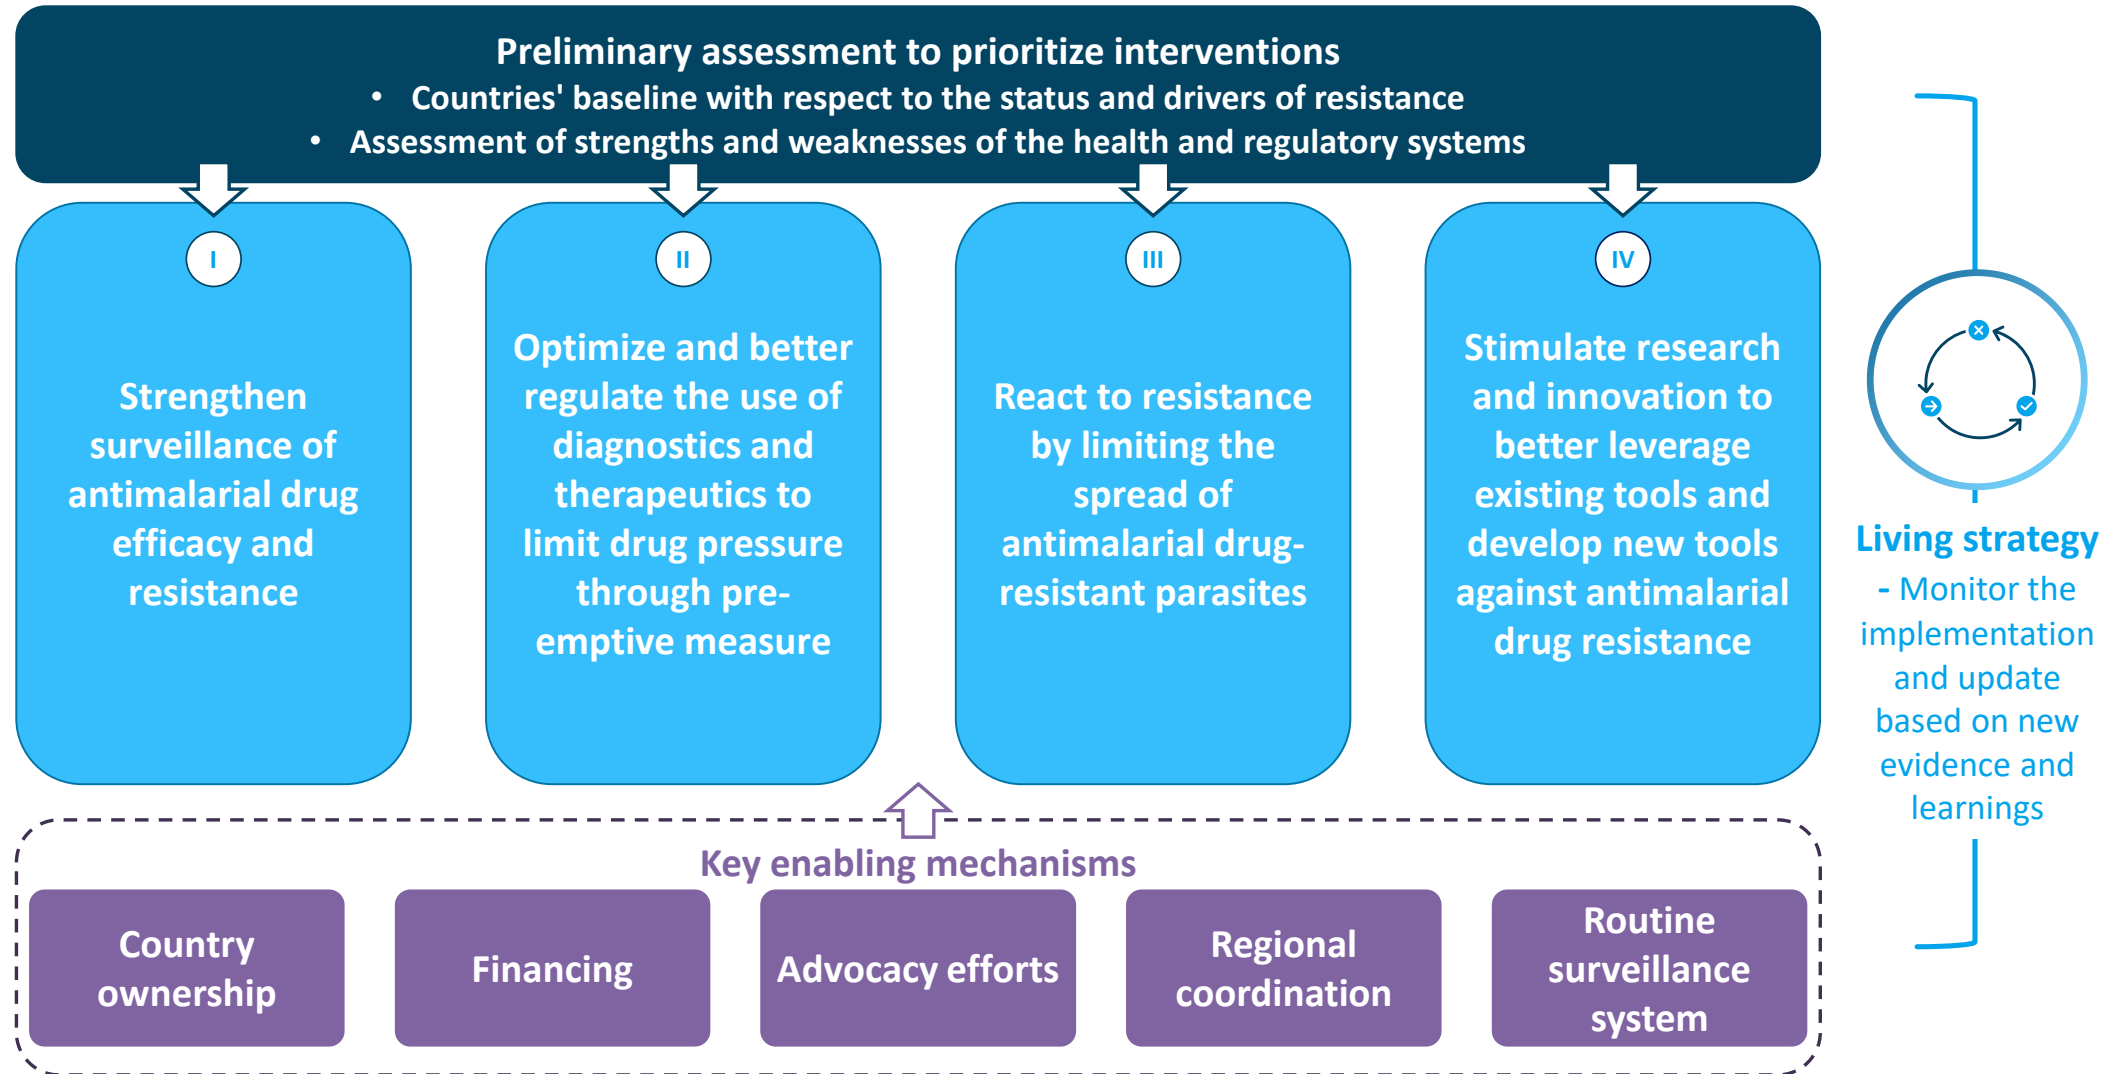 Preliminary assessment to prioritize interventions
• Countries' baseline with respect to the status and drivers of resistance
• Assessment of strengths and weaknesses of the health and regulatory systems
I
Strengthen
surveillance of
antimalarial drug
efficacy and
resistance
II
Optimize and better
regulate the use of
diagnostics and
therapeutics to
limit drug pressure
through pre-
emptive measure
III
React to resistance
by limiting the
spread of
antimalarial drug-
resistant parasites
IV
Stimulate research
and innovation to
better leverage
existing tools and
develop new tools
against antimalarial
drug resistance
Living strategy
- Monitor the
implementation
and update
based on new
evidence and
learnings
Key enabling mechanisms
Country
ownership
Financing
Advocacy efforts
Regional
coordination
Routine
surveillance
system